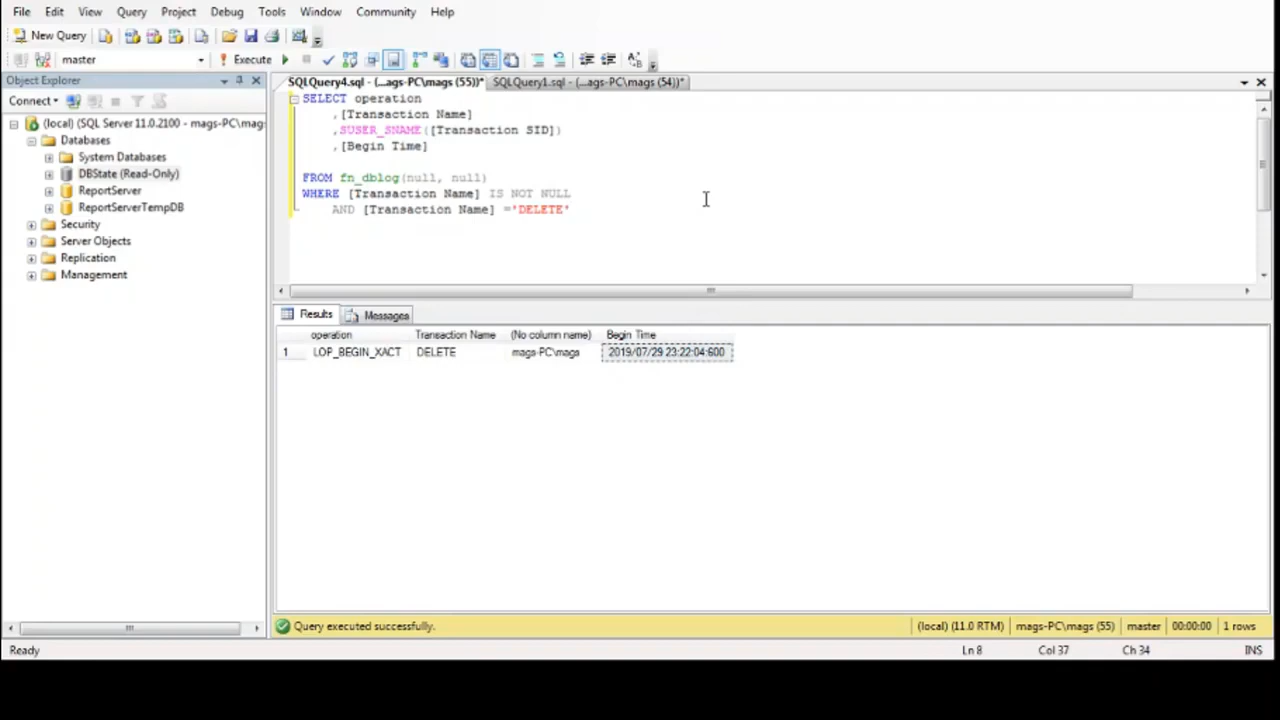 File Edit View Query Project Debug Tools Window Community Help
New Query
master Execute
Object Explorer
SQLQuery4.sql - (...ags-PC\mags (55))* SQLQuery1.sql - (...ags-PC\mags (54))*
Connect
(local) (SQL Server 11.0.2100 - mags-PC\mag
Databases
System Databases
DBState (Read-Only)
ReportServer
ReportServerTempDB
Security
Server Objects
Replication
Management
SELECT operation
,[Transaction Name]
,SUSER_SNAME([Transaction SID])
,[Begin Time]
FROM fn_dblog(null, null)
WHERE [Transaction Name] IS NOT NULL
AND [Transaction Name] ='DELETE'
Results Messages
operation Transaction Name (No column name) Begin Time
1 LOP_BEGIN_XACT DELETE mags-PC\mags 2019/07/29 23:22:04:600
Query executed successfully. (local) (11.0 RTM) mags-PC\mags (55) master 00:00:00 1 rows
Ready Ln 8 Col 37 Ch 34 INS